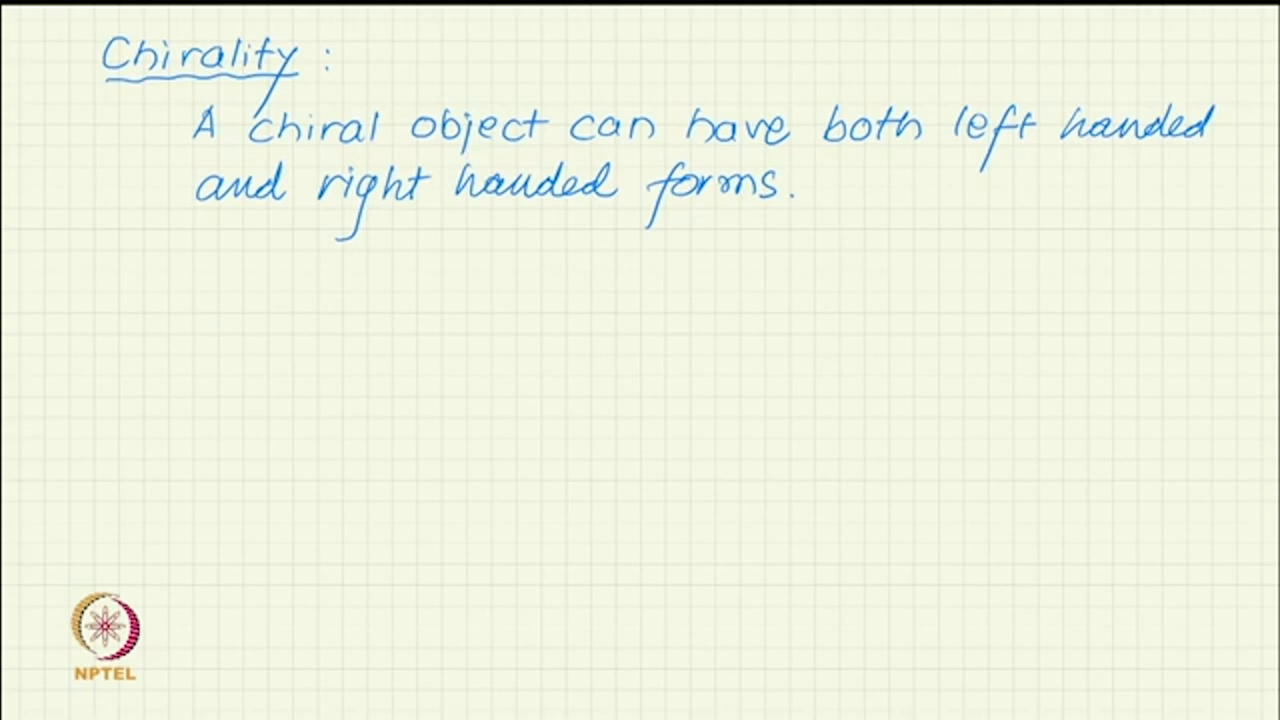 Chirality :
A chiral object can have both left handed
and right handed forms.
NPTEL